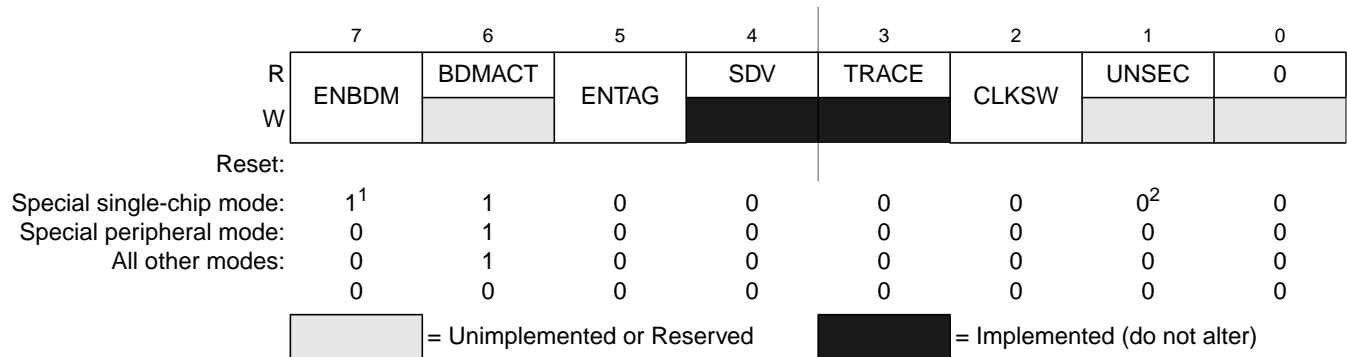 7 6 5 4 3 2 1 0
R ENBDM BDMACT ENTAG SDV TRACE CLKSW UNSEC 0
W
Reset:
Special single-chip mode: 1¹ 1 0 0 0 0 0² 0
Special peripheral mode: 0 1 0 0 0 0 0 0
All other modes: 0 1 0 0 0 0 0 0
0 0 0 0 0 0 0 0
= Unimplemented or Reserved = Implemented (do not alter)